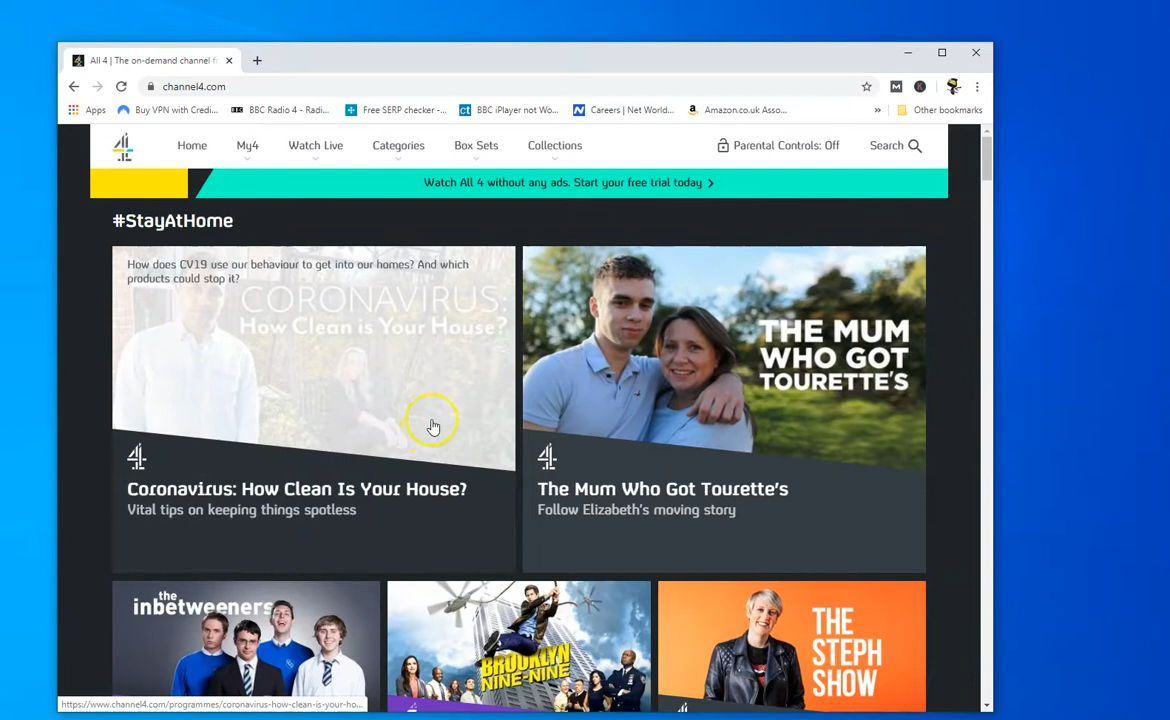 All 4 | The on-demand channel fr
channel4.com
Apps
Buy VPN with Credi...
BBC Radio 4 - Radi...
Free SERP checker -...
BBC iPlayer not Wo...
Careers | Net World...
Amazon.co.uk Asso...
»
Other bookmarks
Home
My4
Watch Live
Categories
Box Sets
Collections
Parental Controls: Off
Search
Watch All 4 without any ads. Start your free trial today >
#StayAtHome
How does CV19 use our behaviour to get into our homes? And which
products could stop it?
CORONAVIRUS:
How Clean is Your House?
THE MUM
WHO GOT
TOURETTE'S
Coronavirus: How Clean Is Your House?
Vital tips on keeping things spotless
The Mum Who Got Tourette's
Follow Elizabeth's moving story
the
inbetweeners
BROOKLYN
NINE-NINE
THE
STEPH
SHOW
https://www.channel4.com/programmes/coronavirus-how-clean-is-your-ho...